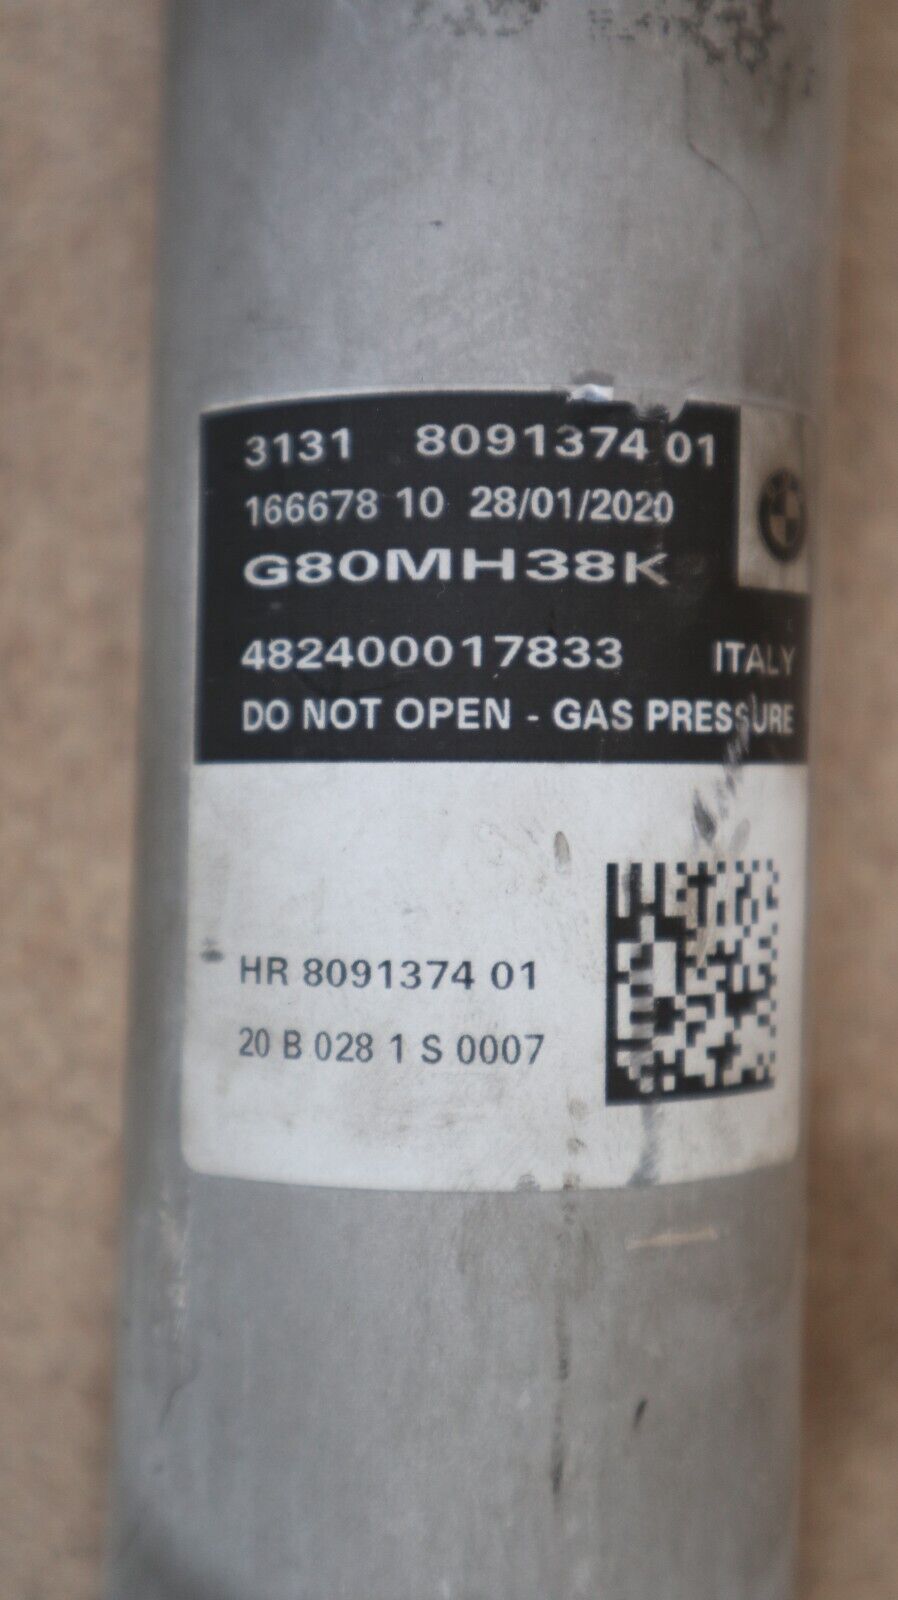 3131 8091374 01
166678 10 28/01/2020
G80MH38K
482400017833 ITALY
DO NOT OPEN - GAS PRESSURE
HR 8091374 01
20 B 028 1 S 0007